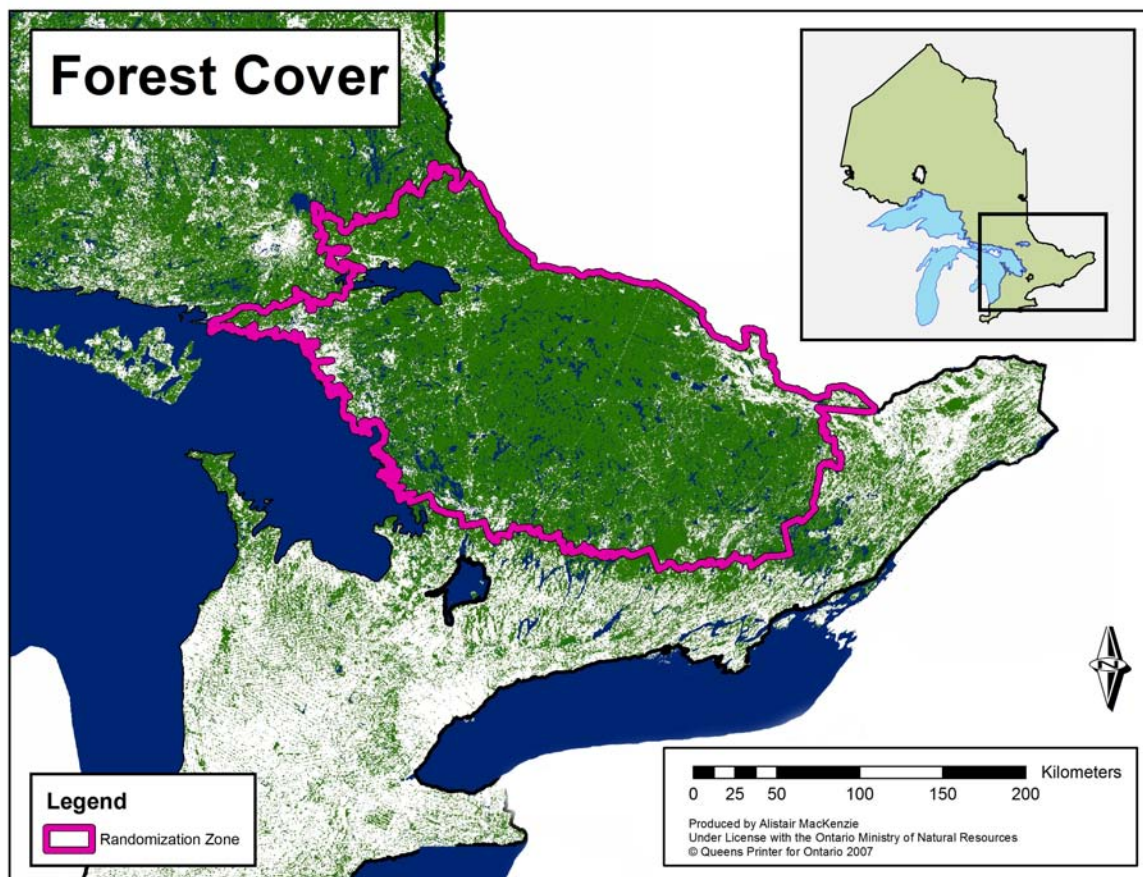 Forest Cover
N
Legend
Randomization Zone
Kilometers
0 25 50 100 150 200
Produced by Alistair MacKenzie
Under License with the Ontario Ministry of Natural Resources
© Queens Printer for Ontario 2007